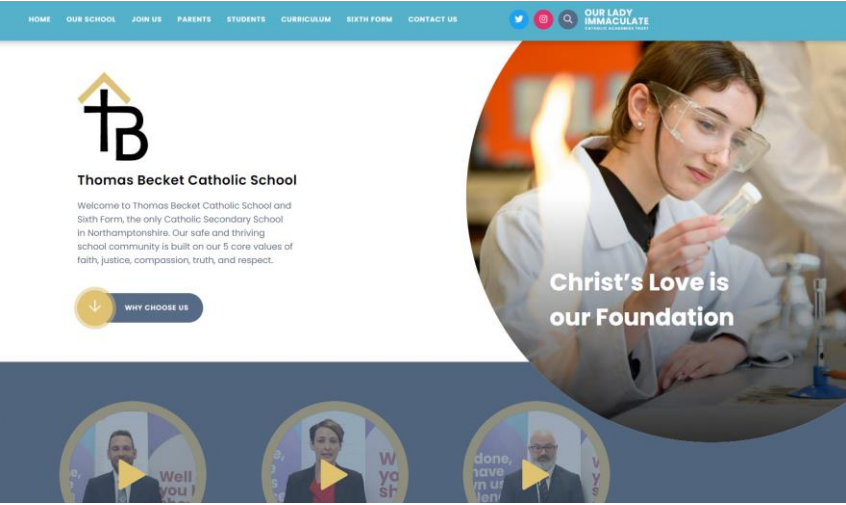 HOME OUR SCHOOL JOIN US PARENTS STUDENTS CURRICULUM SIXTH FORM CONTACT US
OUR LADY
IMMACULATE
CATHOLIC ACADEMIES TRUST
TB
Thomas Becket Catholic School
Welcome to Thomas Becket Catholic School and
Sixth Form, the only Catholic Secondary School
in Northamptonshire. Our safe and thriving
school community is built on our 5 core values of
faith, justice, compassion, truth, and respect.
WHY CHOOSE US
Christ's Love is
our Foundation
Well
you
W
yo
sh
done,
have